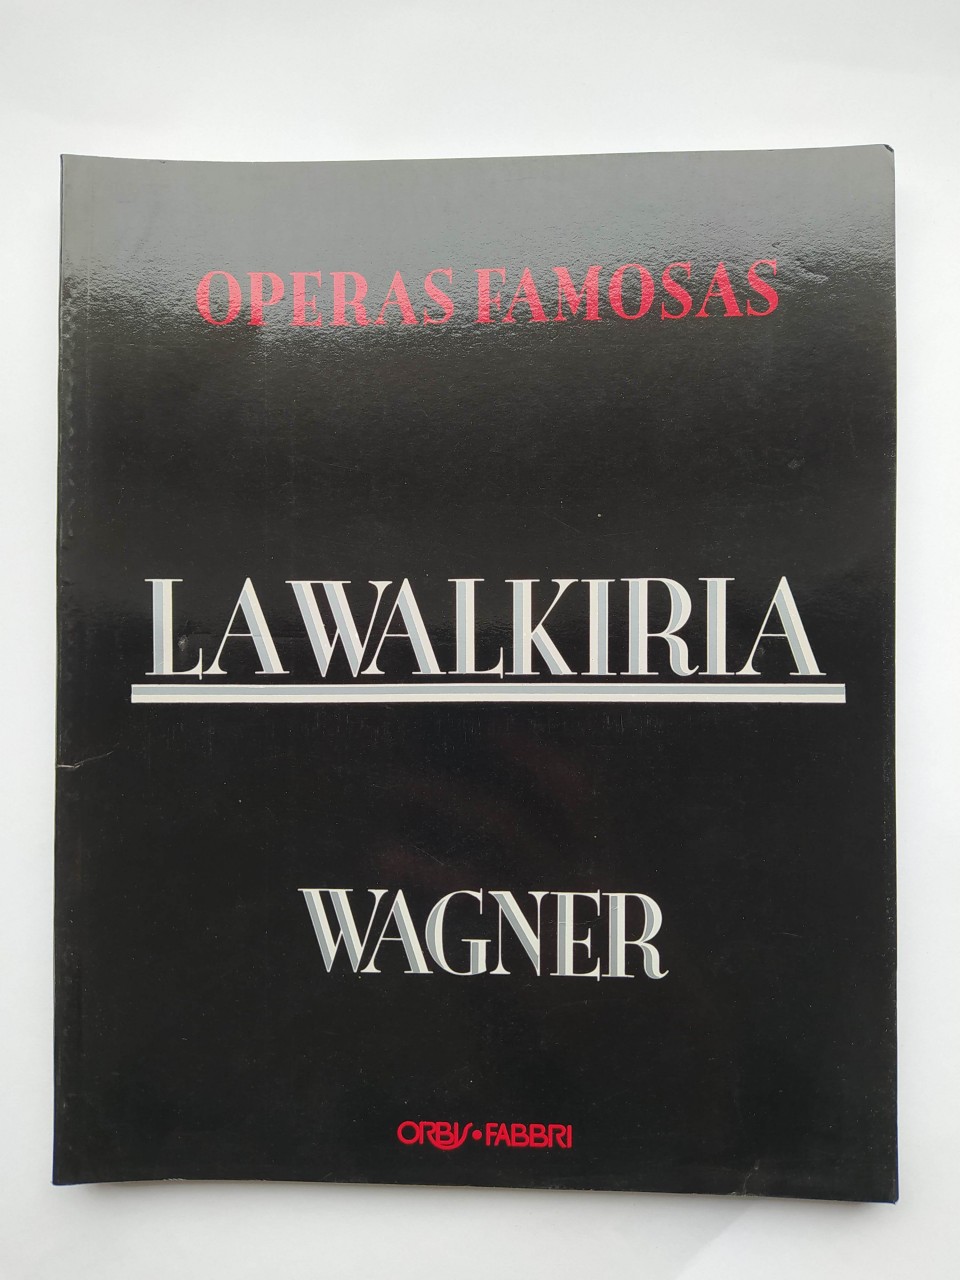 OPERAS FAMOSAS
LA WALKIRIA
WAGNER
ORBIS • FABBRI